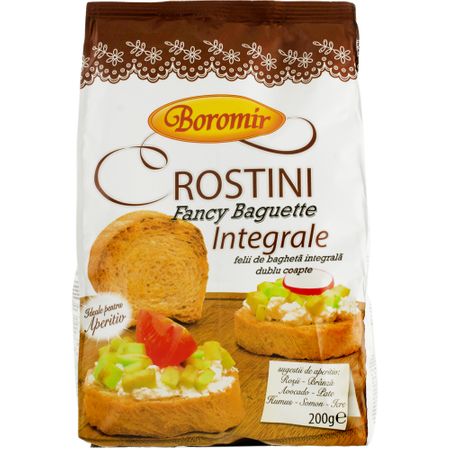 Boromir
CROSTINI
Fancy Baguette
Integrale
felii de baghetă integrală
dublu coapte
Ideale pentru
Aperitiv
sugestii de aperitiv:
Roșii - Brânză
Avocado - Pate
Humus - Somon - Icre
200g℮